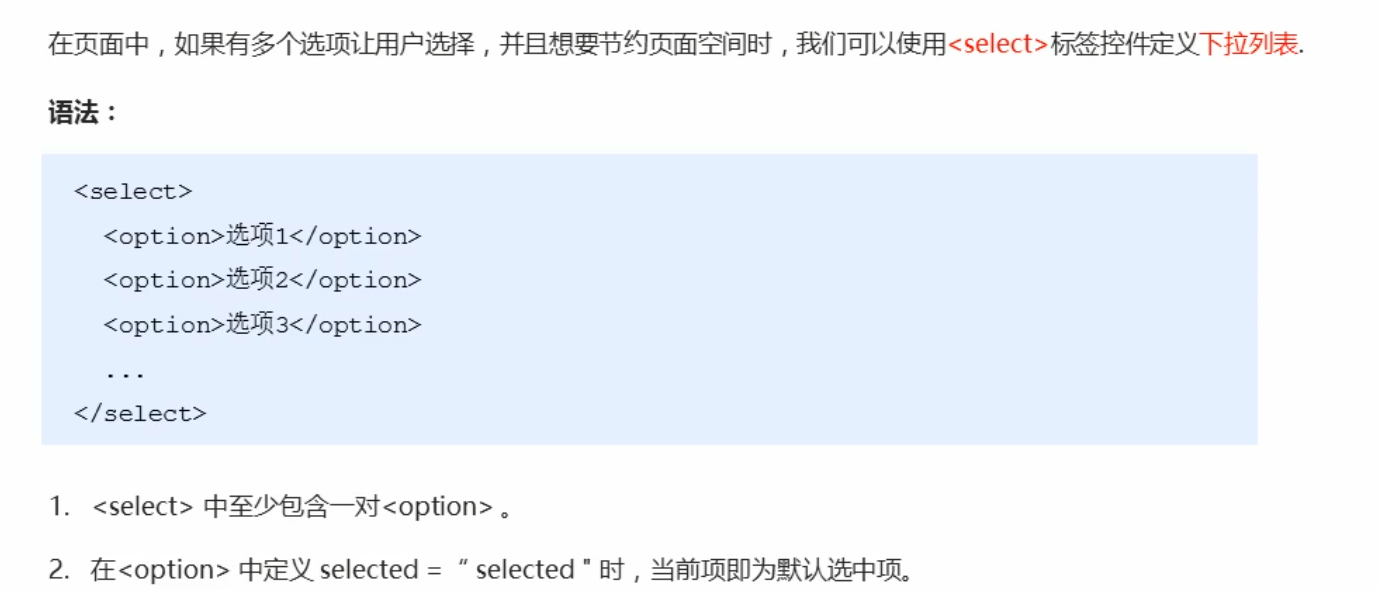 在页面中，如果有多个选项让用户选择，并且想要节约页面空间时，我们可以使用<select>标签控件定义下拉列表.
语法：
<select>
<option>选项1</option>
<option>选项2</option>
<option>选项3</option>
...
</select>
1. <select> 中至少包含一对<option> 。
2. 在<option> 中定义 selected = “ selected " 时，当前项即为默认选中项。